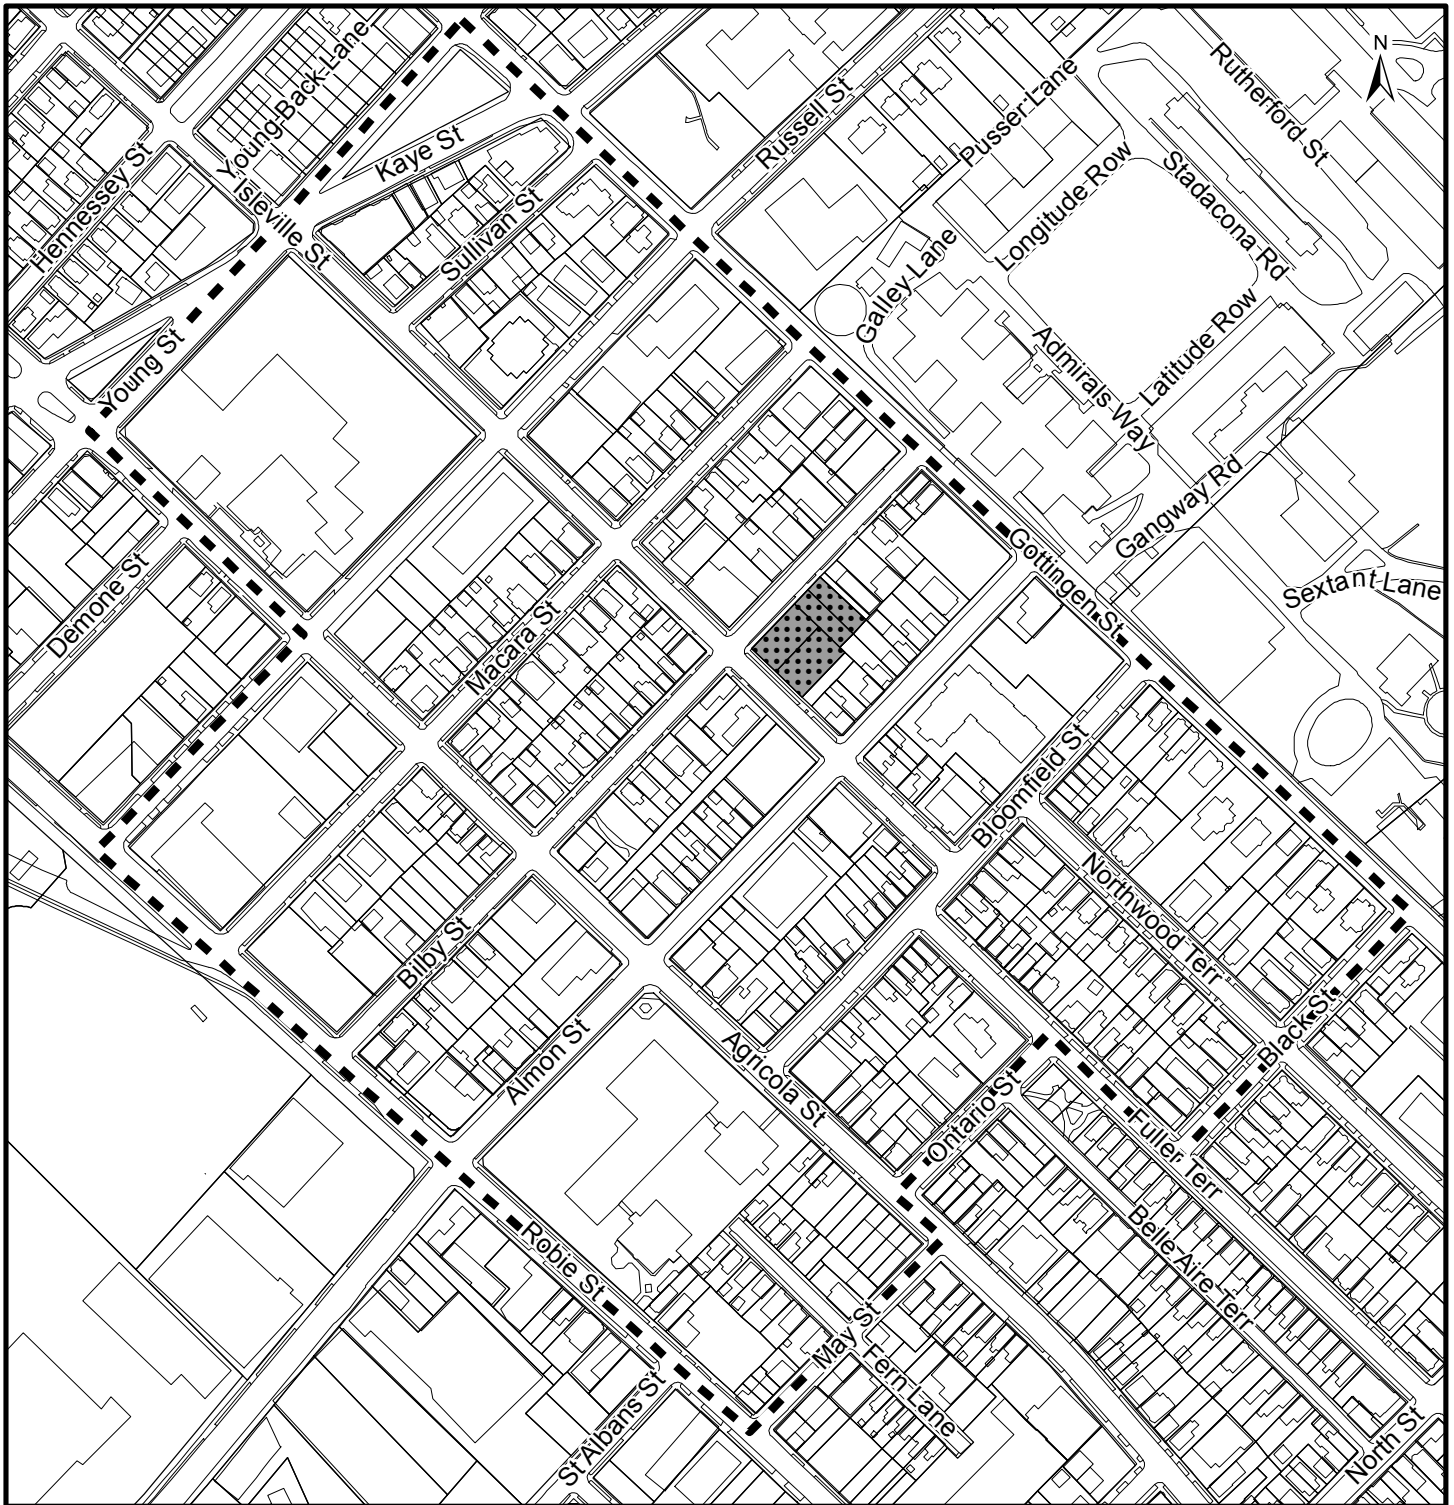 N
Young Back Lane
Rutherford St
Pusser Lane
Russell St
Kaye St
Hennessey St
Isleville St
Sullivan St
Longitude Row
Stadacona Rd
Galley Lane
Latitude Row
Admirals Way
Young St
Gangway Rd
Gottingen St
Sextant Lane
Demone St
Macara St
Bloomfield St
Northwood Terr
Bilby St
Black St
Almon St
Agricola St
Ontario St
Fuller Terr
Belle Aire Terr
Robie St
May St
Fern Lane
St Albans St
North St